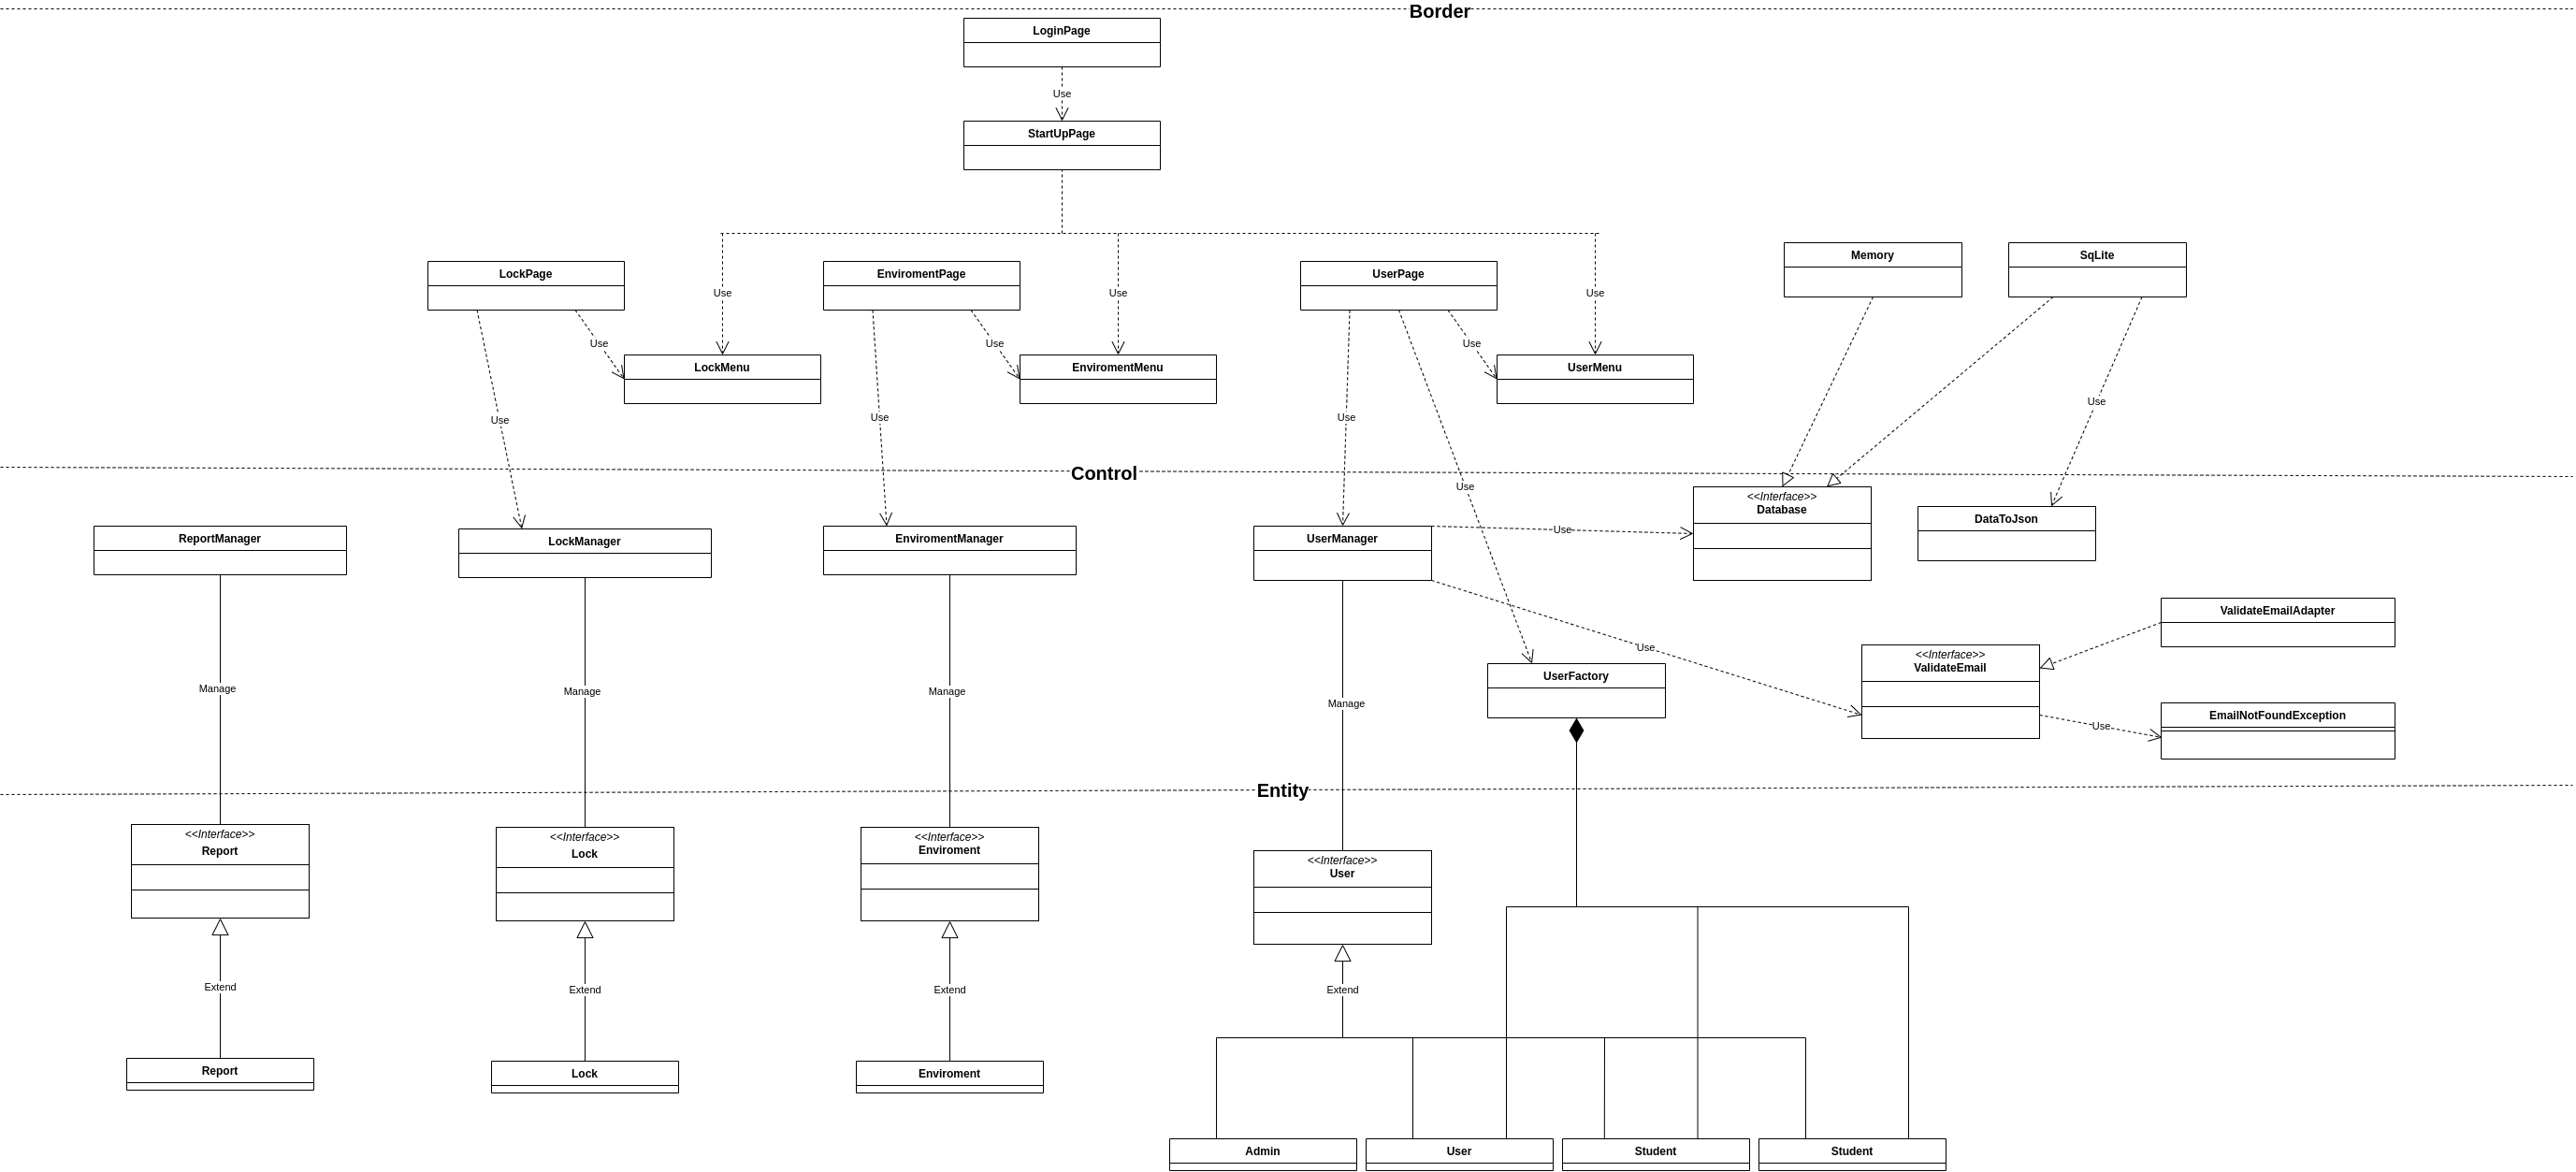 Border
LoginPage
Use
StartUpPage
Memory
SqLite
LockPage
EnviromentPage
UserPage
Use
Use
Use
Use
Use
Use
LockMenu
EnviromentMenu
UserMenu
Use
Use
Use
Use
Control
Use
<<Interface>>
Database
DataToJson
ReportManager
LockManager
EnviromentManager
UserManager
Use
ValidateEmailAdapter
Use
<<Interface>>
ValidateEmail
UserFactory
Manage
Manage
Manage
Manage
EmailNotFoundException
Use
Entity
<<Interface>>
Report
<<Interface>>
Lock
<<Interface>>
Enviroment
<<Interface>>
User
Extend
Extend
Extend
Extend
Report
Lock
Enviroment
Admin
User
Student
Student